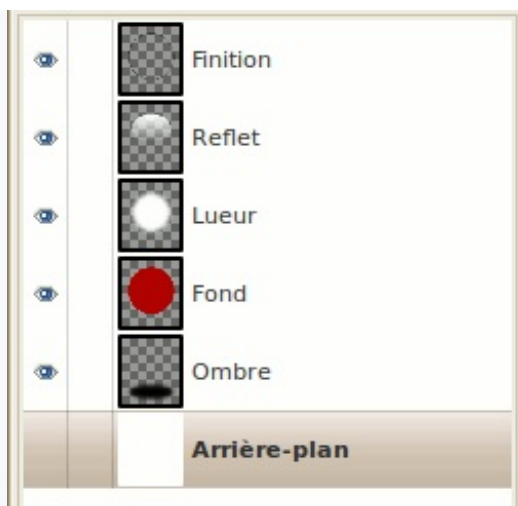 Finition
Reflet
Lueur
Fond
Ombre
Arrière-plan